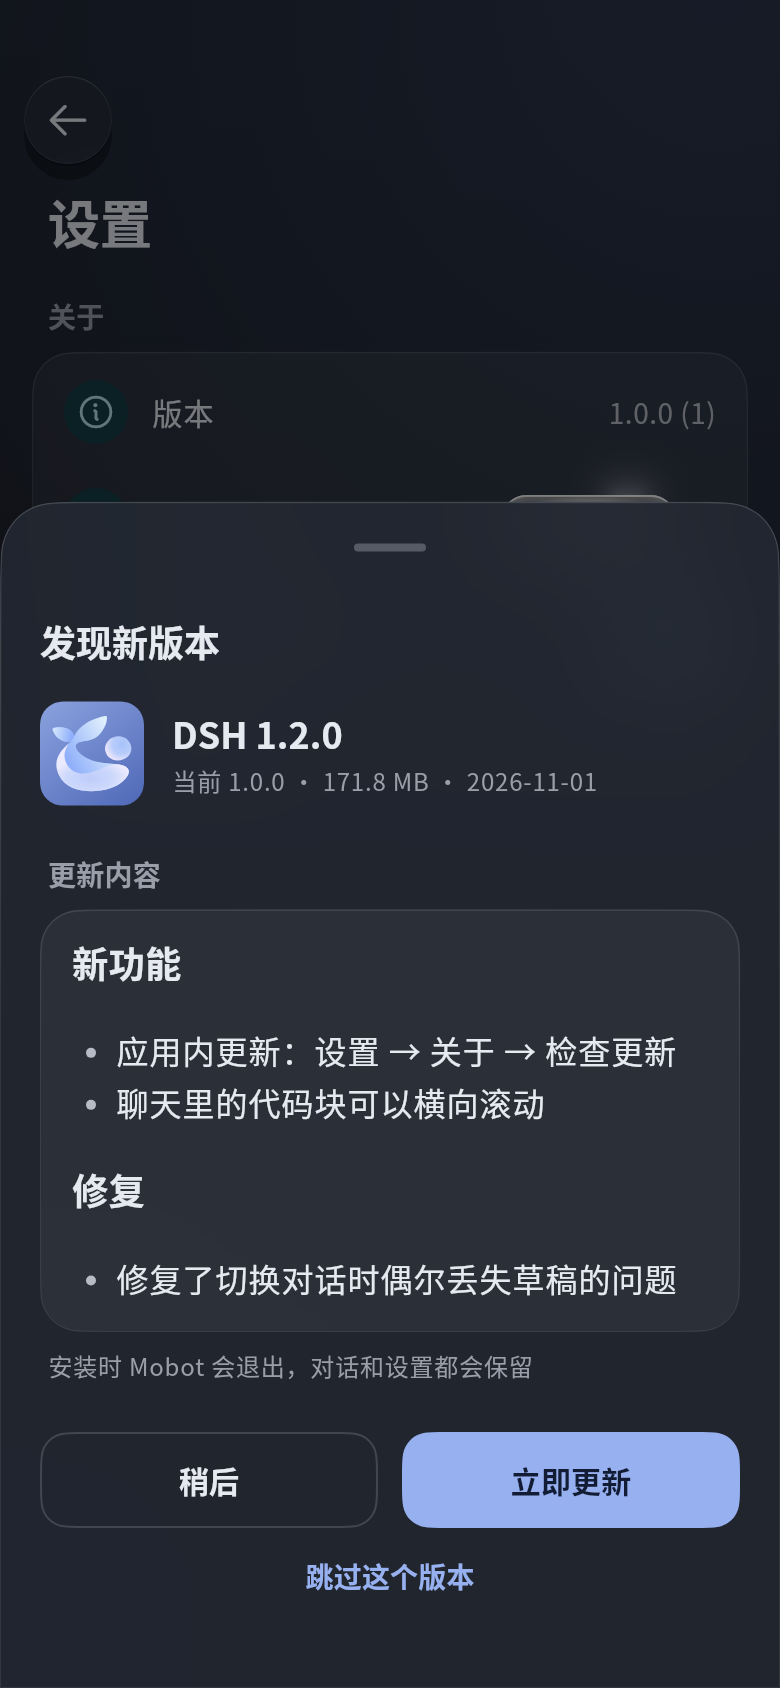 设置
关于
版本
1.0.0 (1)
发现新版本
DSH 1.2.0
当前 1.0.0 · 171.8 MB · 2026-11-01
更新内容
新功能
• 应用内更新：设置 → 关于 → 检查更新
• 聊天里的代码块可以横向滚动
修复
• 修复了切换对话时偶尔丢失草稿的问题
安装时 Mobot 会退出，对话和设置都会保留
稍后
立即更新
跳过这个版本